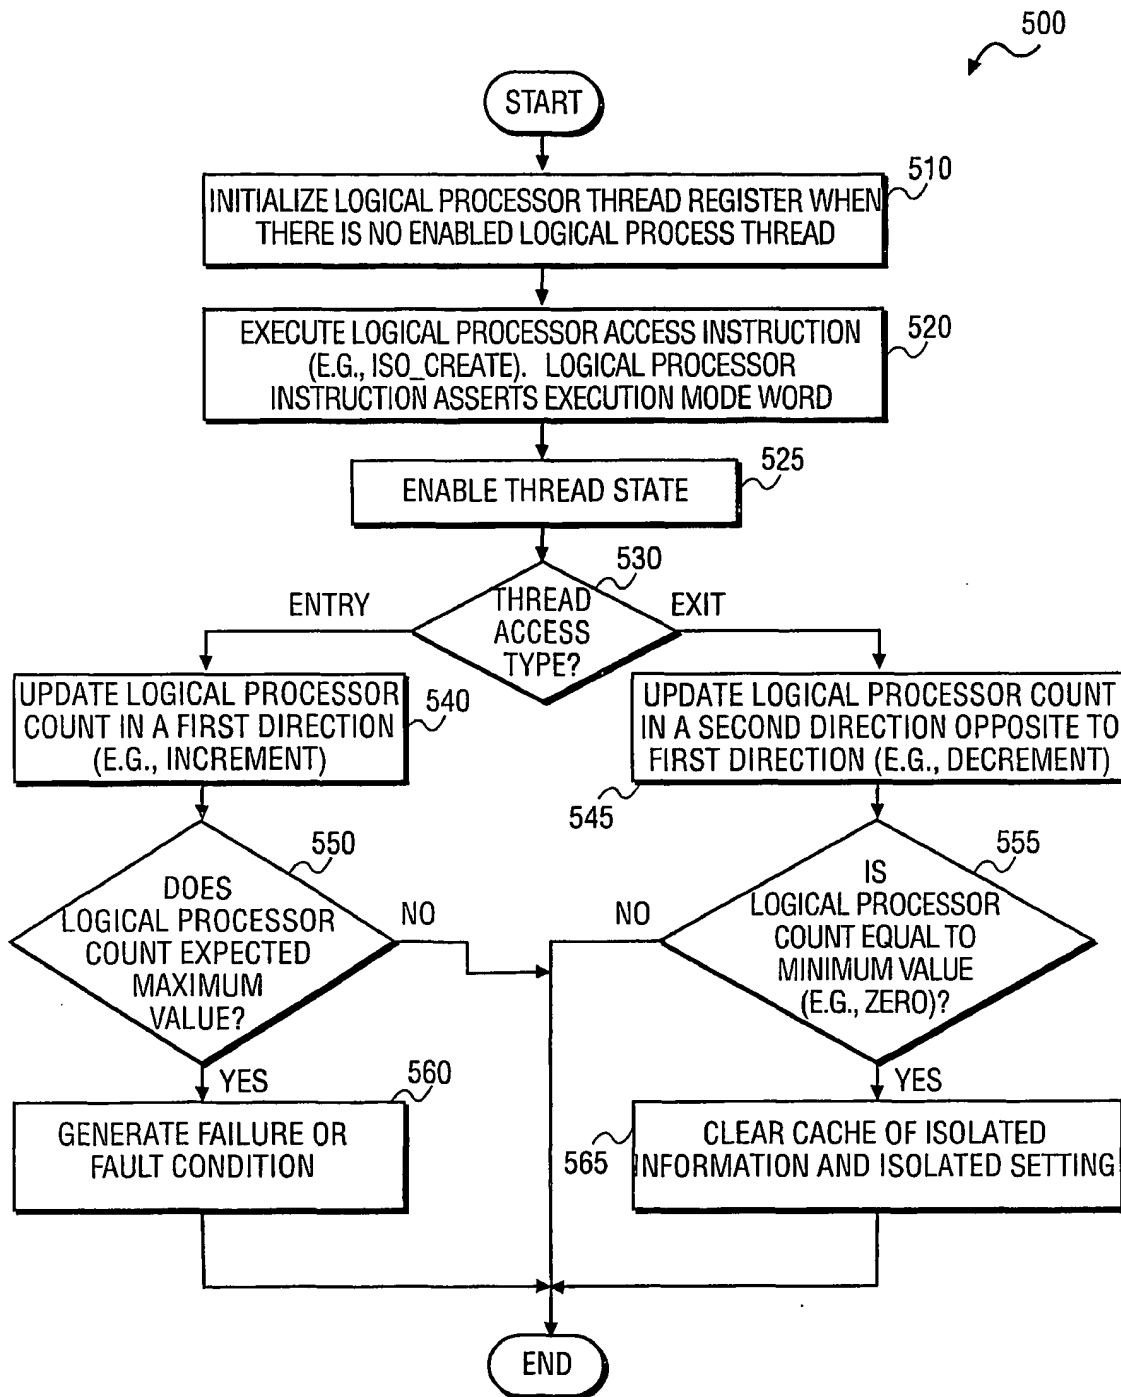 500
START
510
INITIALIZE LOGICAL PROCESSOR THREAD REGISTER WHEN
THERE IS NO ENABLED LOGICAL PROCESS THREAD
520
EXECUTE LOGICAL PROCESSOR ACCESS INSTRUCTION
(E.G., ISO_CREATE). LOGICAL PROCESSOR
INSTRUCTION ASSERTS EXECUTION MODE WORD
525
ENABLE THREAD STATE
530
ENTRY
THREAD
ACCESS
TYPE?
EXIT
UPDATE LOGICAL PROCESSOR
COUNT IN A FIRST DIRECTION
(E.G., INCREMENT)
540
UPDATE LOGICAL PROCESSOR COUNT
IN A SECOND DIRECTION OPPOSITE TO
FIRST DIRECTION (E.G., DECREMENT)
545
550
DOES
LOGICAL PROCESSOR
COUNT EXPECTED
MAXIMUM
VALUE?
NO
YES
555
IS
LOGICAL PROCESSOR
COUNT EQUAL TO
MINIMUM VALUE
(E.G., ZERO)?
NO
YES
560
GENERATE FAILURE OR
FAULT CONDITION
565
CLEAR CACHE OF ISOLATED
INFORMATION AND ISOLATED SETTING
END